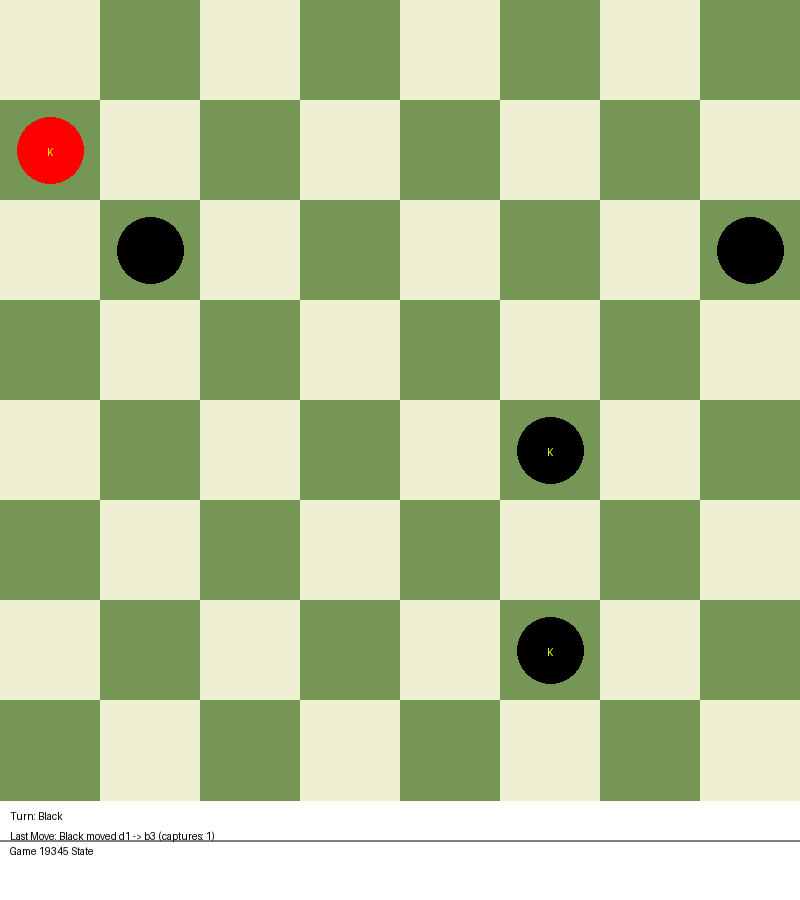 K
K
K
Turn: Black
Last Move: Black moved d1 -> b3 (captures: 1)
Game 19345 State